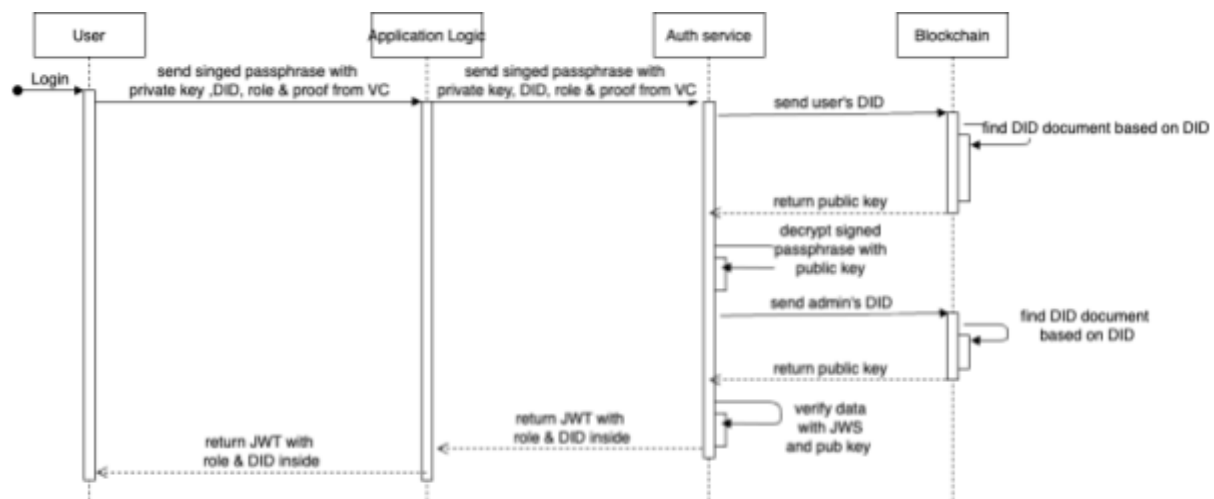 User
Application Logic
Auth service
Blockchain
Login
send singed passphrase with
private key ,DID, role & proof from VC
send singed passphrase with
private key, DID, role & proof from VC
send user's DID
find DID document based on DID
return public key
decrypt signed
passphrase with
public key
send admin's DID
find DID document
based on DID
return public key
verify data
with JWS
and pub key
return JWT with
role & DID inside
return JWT with
role & DID inside